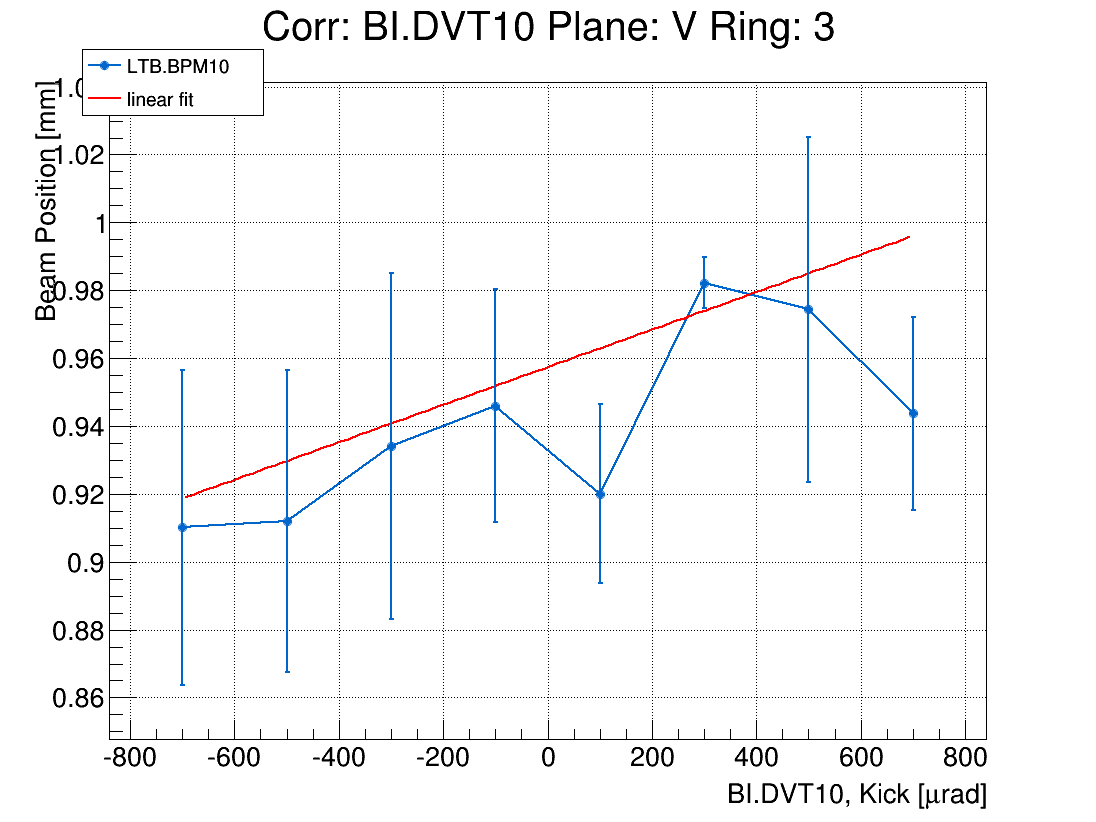 Corr: BI.DVT10 Plane: V Ring: 3
LTB.BPM10
linear fit
Beam Position [mm]
1.02
1
0.98
0.96
0.94
0.92
0.9
0.88
0.86
-800 -600 -400 -200 0 200 400 600 800
BI.DVT10, Kick [μrad]